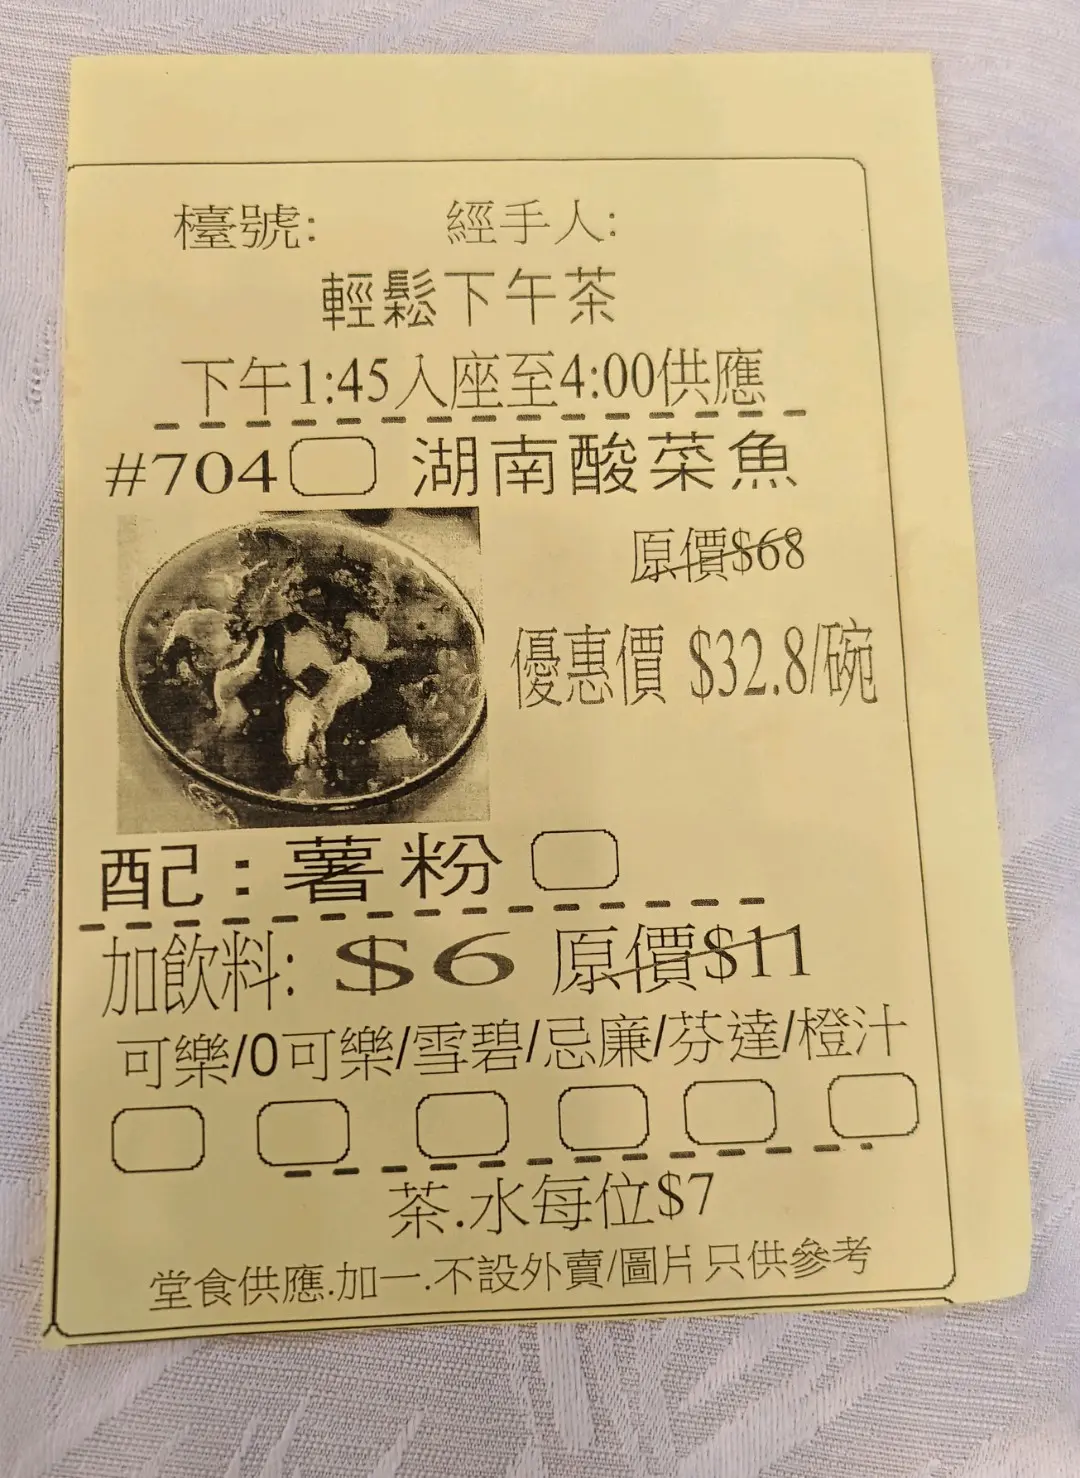 檯號: 經手人:
輕鬆下午茶
下午1:45入座至4:00供應
#704 湖南酸菜魚
原價$68
優惠價 $32.8/碗
配：薯粉
加飲料: $6 原價$11
可樂/0可樂/雪碧/忌廉/芬達/橙汁
茶.水每位$7
堂食供應.加一.不設外賣/圖片只供參考